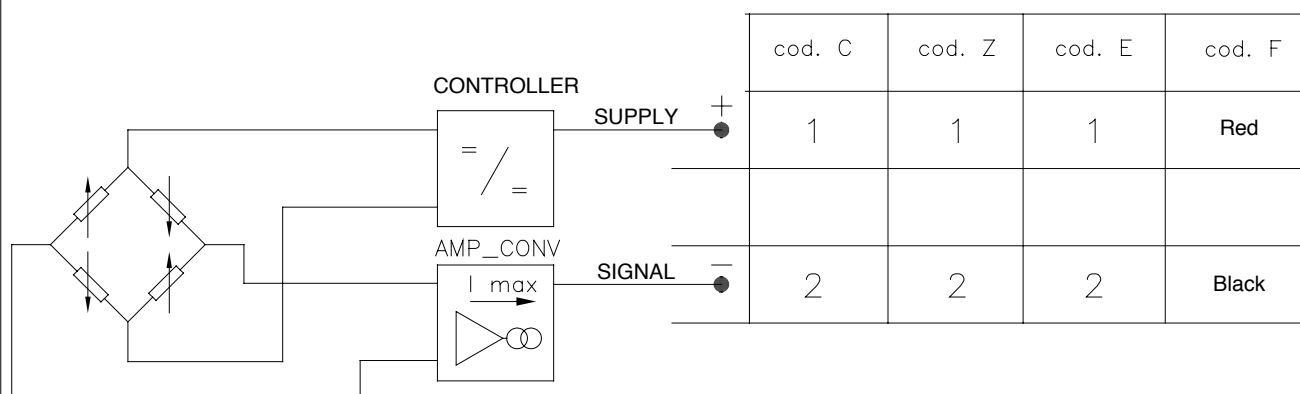 cod. C cod. Z cod. E cod. F
CONTROLLER
SUPPLY + 1 1 1 Red
= / =
AMP_CONV
SIGNAL − 2 2 2 Black
I max